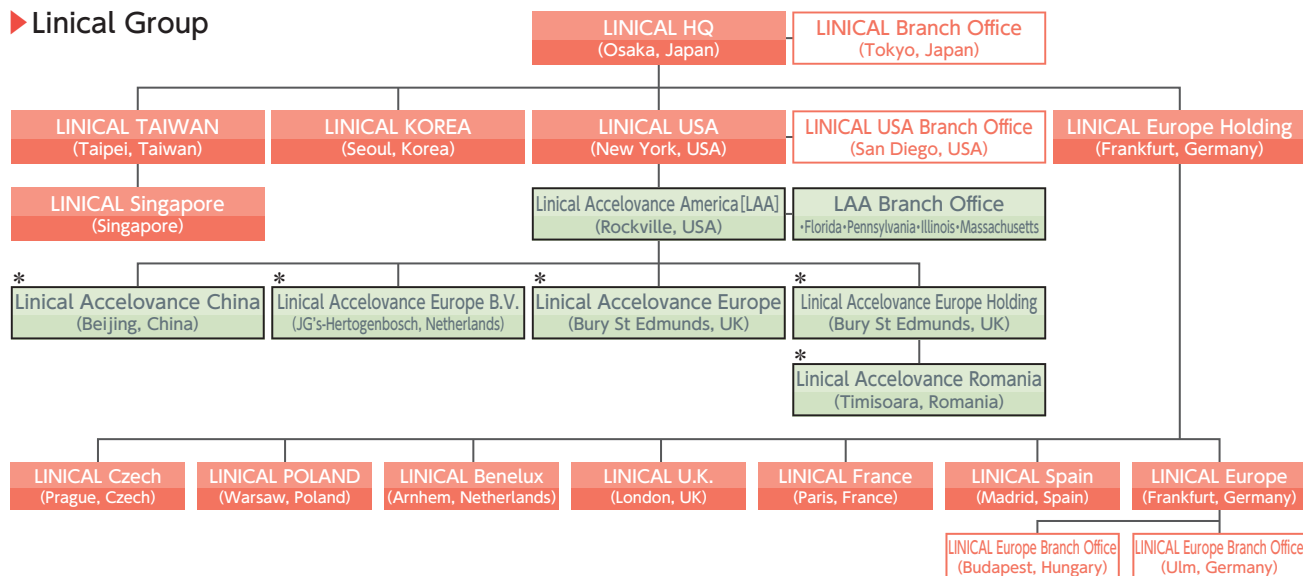 Linical Group
LINICAL HQ
(Osaka, Japan)
LINICAL Branch Office
(Tokyo, Japan)
LINICAL TAIWAN
(Taipei, Taiwan)
LINICAL KOREA
(Seoul, Korea)
LINICAL USA
(New York, USA)
LINICAL USA Branch Office
(San Diego, USA)
LINICAL Europe Holding
(Frankfurt, Germany)
LINICAL Singapore
(Singapore)
Linical Accelovance America[LAA]
(Rockville, USA)
LAA Branch Office
・Florida・Pennsylvania・Illinois・Massachusetts
*
Linical Accelovance China
(Beijing, China)
*
Linical Accelovance Europe B.V.
(JG's-Hertogenbosch, Netherlands)
*
Linical Accelovance Europe
(Bury St Edmunds, UK)
*
Linical Accelovance Europe Holding
(Bury St Edmunds, UK)
*
Linical Accelovance Romania
(Timisoara, Romania)
LINICAL Czech
(Prague, Czech)
LINICAL POLAND
(Warsaw, Poland)
LINICAL Benelux
(Arnhem, Netherlands)
LINICAL U.K.
(London, UK)
LINICAL France
(Paris, France)
LINICAL Spain
(Madrid, Spain)
LINICAL Europe
(Frankfurt, Germany)
LINICAL Europe Branch Office
(Budapest, Hungary)
LINICAL Europe Branch Office
(Ulm, Germany)